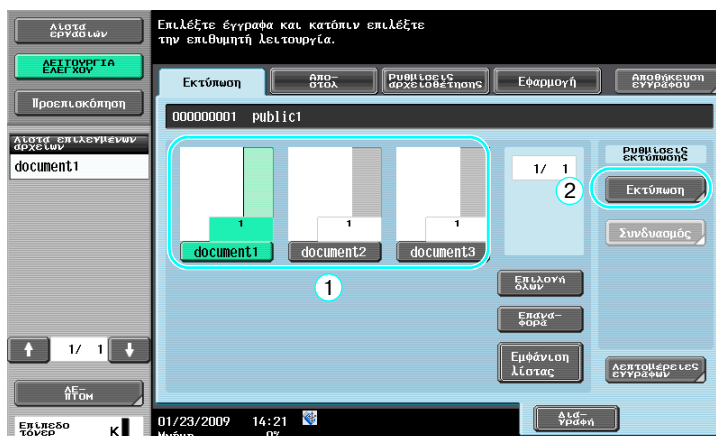 Λίστα
εργασιών
ΛΕΙΤΟΥΡΓΙΑ
ΕΛΕΓΧΟΥ
Προεπισκόπηση
Λίστα επιλεγμένων
αρχείων
document1
1/ 1
ΛΕ-
ΠΤΟΜ
Επίπεδο
τόνερ
K
Επιλέξτε έγγραφα και κατόπιν επιλέξτε
την επιθυμητή λειτουργία.
Εκτύπωση
Απο-
στολ
Ρυθμίσεις
αρχειοθέτησης
Εφαρμογή
Αποθήκευση
εγγράφου
000000001 public1
1
1
1
document1
document2
document3
1
1/ 1
2
Επιλογή
όλων
Επανα-
φορά
Εμφάνιση
λίστας
Ρυθμίσεις
εκτύπωσης
Εκτύπωση
Συνδυασμός
Λεπτομέρειες
εγγράφων
Δια-
γραφή
01/23/2009 14:21
Μνήμη 0%